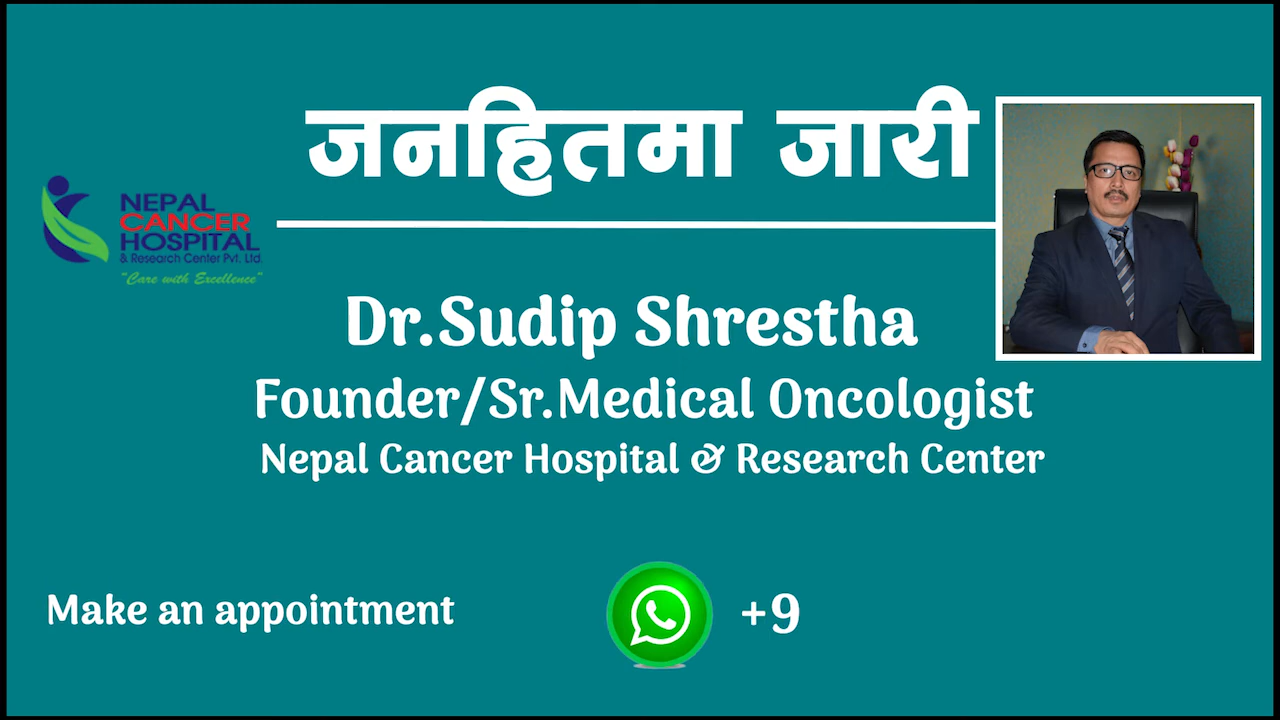 जनहितमा जारी
NEPAL
CANCER
HOSPITAL
& Research Center Pvt. Ltd.
"Care with Excellence"
Dr.Sudip Shrestha
Founder/Sr.Medical Oncologist
Nepal Cancer Hospital & Research Center
Make an appointment
+9